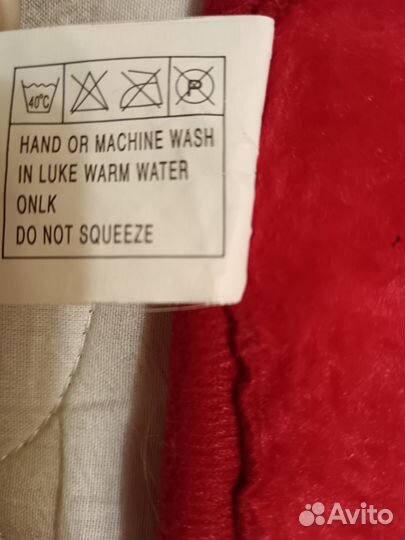 40°C
P
HAND OR MACHINE WASH
IN LUKE WARM WATER
ONLK
DO NOT SQUEEZE
Avito